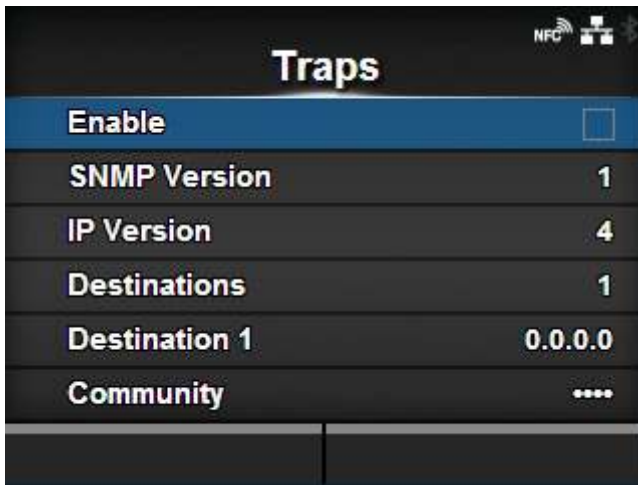 NFC
Traps
Enable
SNMP Version 1
IP Version 4
Destinations 1
Destination 1 0.0.0.0
Community ••••